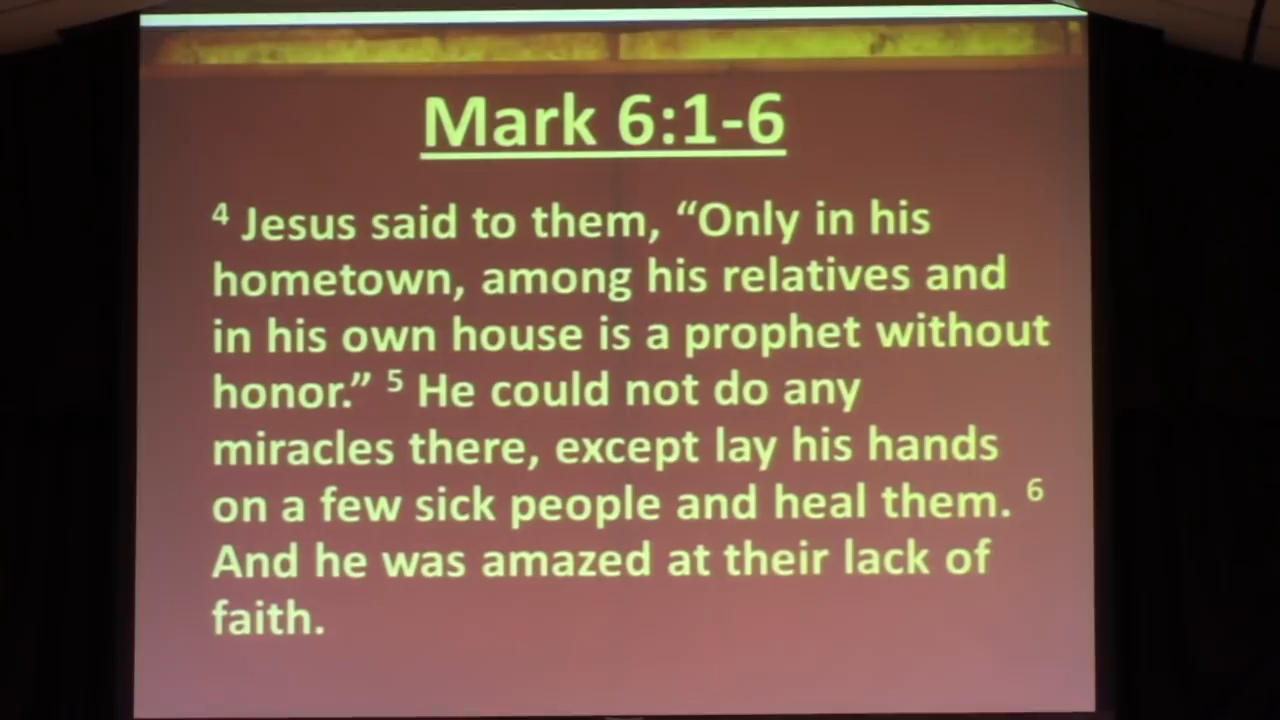 Mark 6:1-6
⁴ Jesus said to them, “Only in his
hometown, among his relatives and
in his own house is a prophet without
honor.” ⁵ He could not do any
miracles there, except lay his hands
on a few sick people and heal them. ⁶
And he was amazed at their lack of
faith.